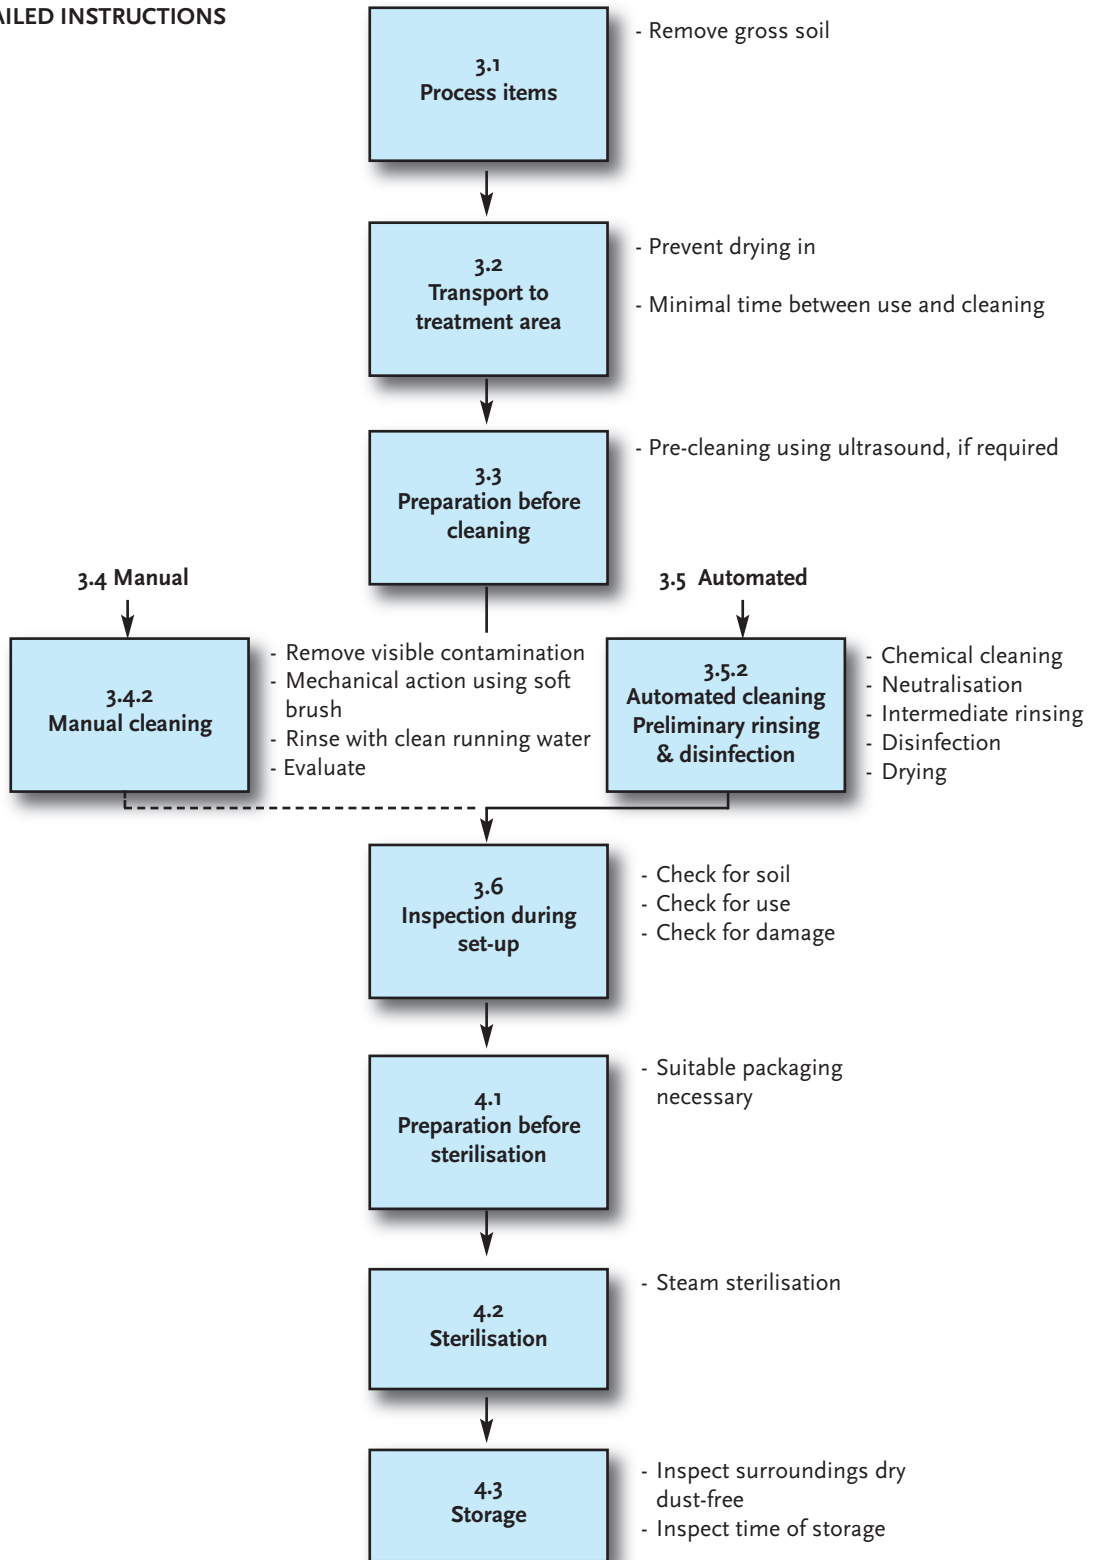 AILED INSTRUCTIONS
3.1
Process items
- Remove gross soil
3.2
Transport to
treatment area
- Prevent drying in
- Minimal time between use and cleaning
3.3
Preparation before
cleaning
- Pre-cleaning using ultrasound, if required
3.4 Manual
3.4.2
Manual cleaning
- Remove visible contamination
- Mechanical action using soft
brush
- Rinse with clean running water
- Evaluate
3.5 Automated
3.5.2
Automated cleaning
Preliminary rinsing
& disinfection
- Chemical cleaning
- Neutralisation
- Intermediate rinsing
- Disinfection
- Drying
3.6
Inspection during
set-up
- Check for soil
- Check for use
- Check for damage
4.1
Preparation before
sterilisation
- Suitable packaging
necessary
4.2
Sterilisation
- Steam sterilisation
4.3
Storage
- Inspect surroundings dry
dust-free
- Inspect time of storage